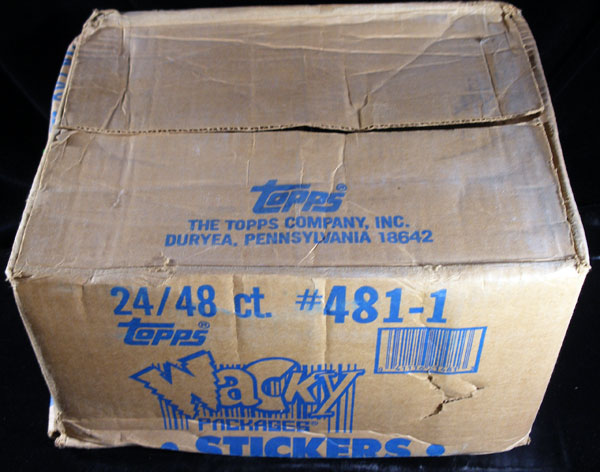 TOPPS®
THE TOPPS COMPANY, INC.
DURYEA, PENNSYLVANIA 18642
24/48 ct. #481-1
TOPPS®
WACKY
PACKAGES®
• STICKERS •